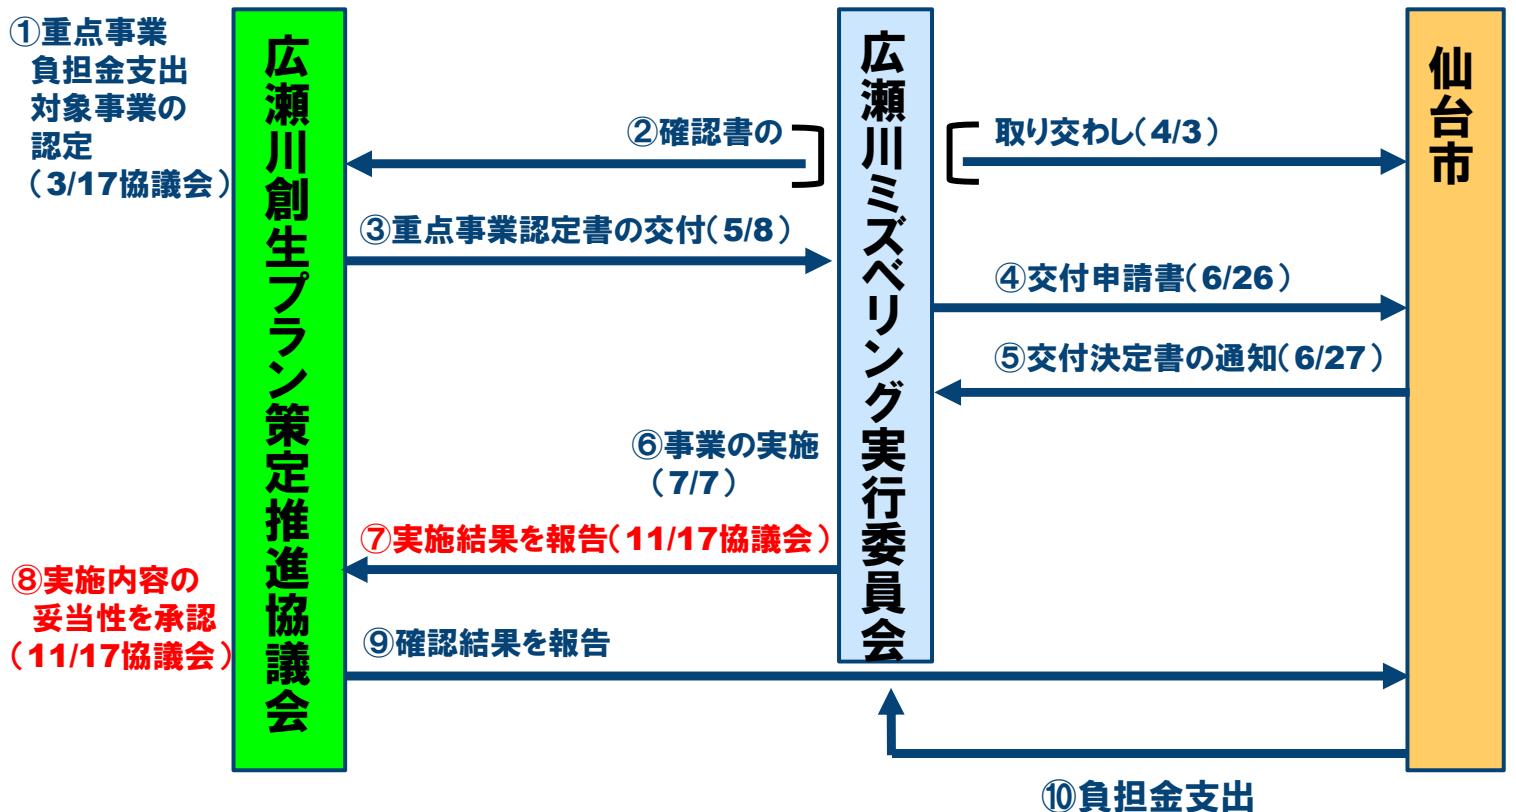 ①重点事業
負担金支出
対象事業の
認定
(3/17協議会)
広瀬川創生プラン策定推進協議会
広瀬川ミズベリング実行委員会
仙台市
②確認書の
取り交わし(4/3)
③重点事業認定書の交付(5/8)
④交付申請書(6/26)
⑤交付決定書の通知(6/27)
⑥事業の実施
(7/7)
⑦実施結果を報告(11/17協議会)
⑧実施内容の
妥当性を承認
(11/17協議会)
⑨確認結果を報告
⑩負担金支出